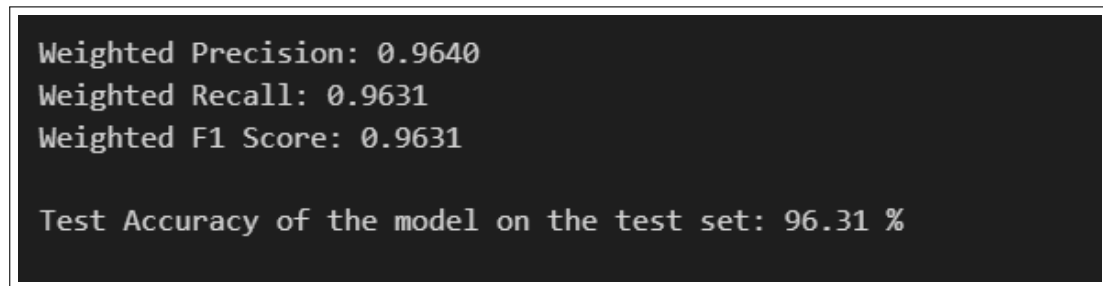 Weighted Precision: 0.9640
Weighted Recall: 0.9631
Weighted F1 Score: 0.9631
Test Accuracy of the model on the test set: 96.31 %